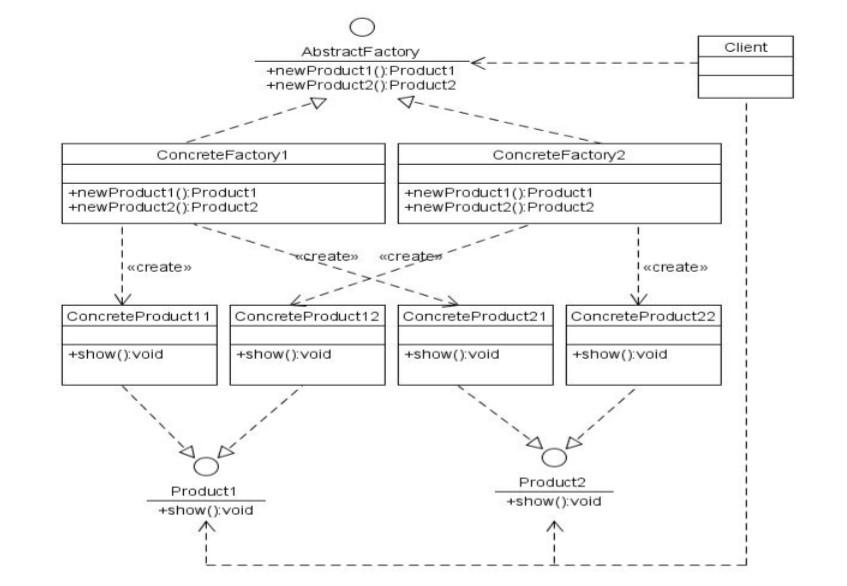 AbstractFactory
+newProduct1():Product1
+newProduct2():Product2
Client
ConcreteFactory1
+newProduct1():Product1
+newProduct2():Product2
ConcreteFactory2
+newProduct1():Product1
+newProduct2():Product2
«create»
«create»
«create»
«create»
ConcreteProduct11
+show():void
ConcreteProduct12
+show():void
ConcreteProduct21
+show():void
ConcreteProduct22
+show():void
Product1
+show():void
Product2
+show():void